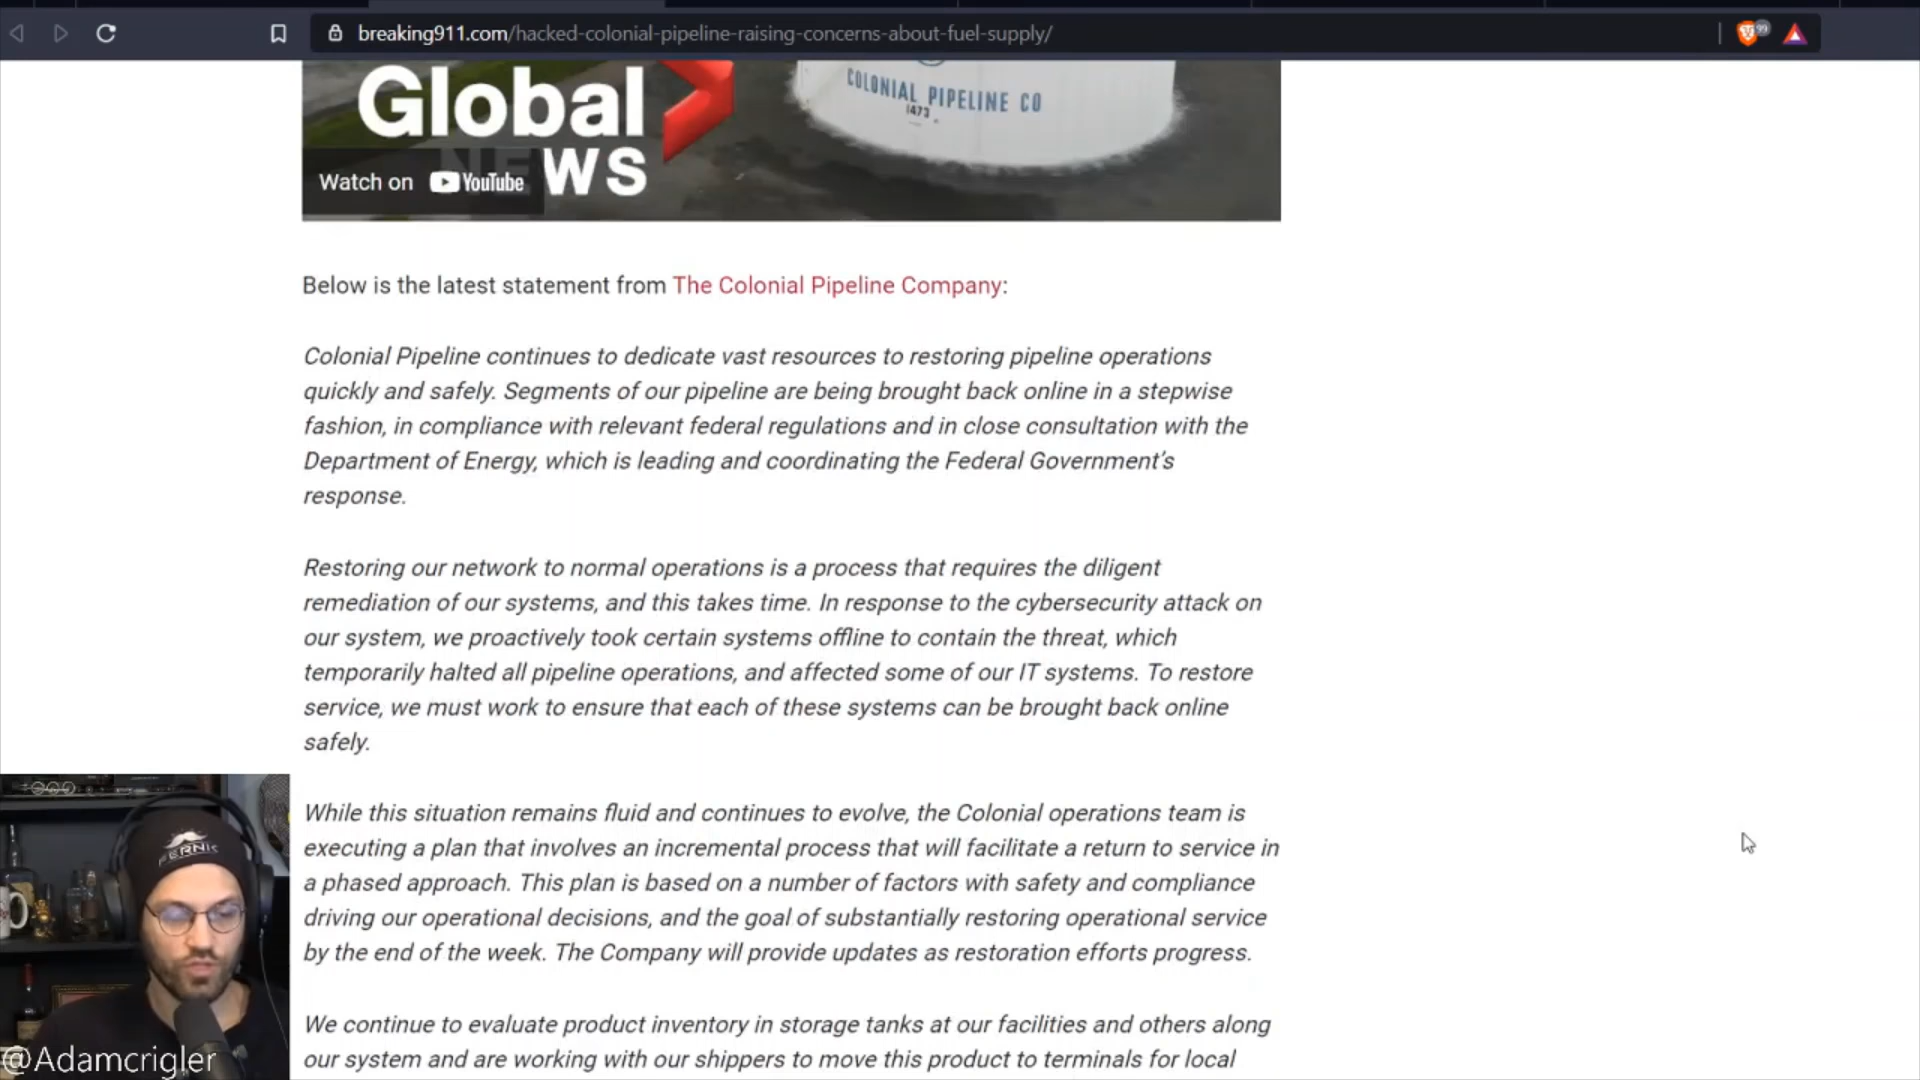 breaking911.com/hacked-colonial-pipeline-raising-concerns-about-fuel-supply/
99
Global
NEWS
COLONIAL PIPELINE CO
1473
Watch on YouTube
Below is the latest statement from The Colonial Pipeline Company:
Colonial Pipeline continues to dedicate vast resources to restoring pipeline operations
quickly and safely. Segments of our pipeline are being brought back online in a stepwise
fashion, in compliance with relevant federal regulations and in close consultation with the
Department of Energy, which is leading and coordinating the Federal Government’s
response.
Restoring our network to normal operations is a process that requires the diligent
remediation of our systems, and this takes time. In response to the cybersecurity attack on
our system, we proactively took certain systems offline to contain the threat, which
temporarily halted all pipeline operations, and affected some of our IT systems. To restore
service, we must work to ensure that each of these systems can be brought back online
safely.
While this situation remains fluid and continues to evolve, the Colonial operations team is
executing a plan that involves an incremental process that will facilitate a return to service in
a phased approach. This plan is based on a number of factors with safety and compliance
driving our operational decisions, and the goal of substantially restoring operational service
by the end of the week. The Company will provide updates as restoration efforts progress.
We continue to evaluate product inventory in storage tanks at our facilities and others along
our system and are working with our shippers to move this product to terminals for local
FERNIC
@Adamcrigler